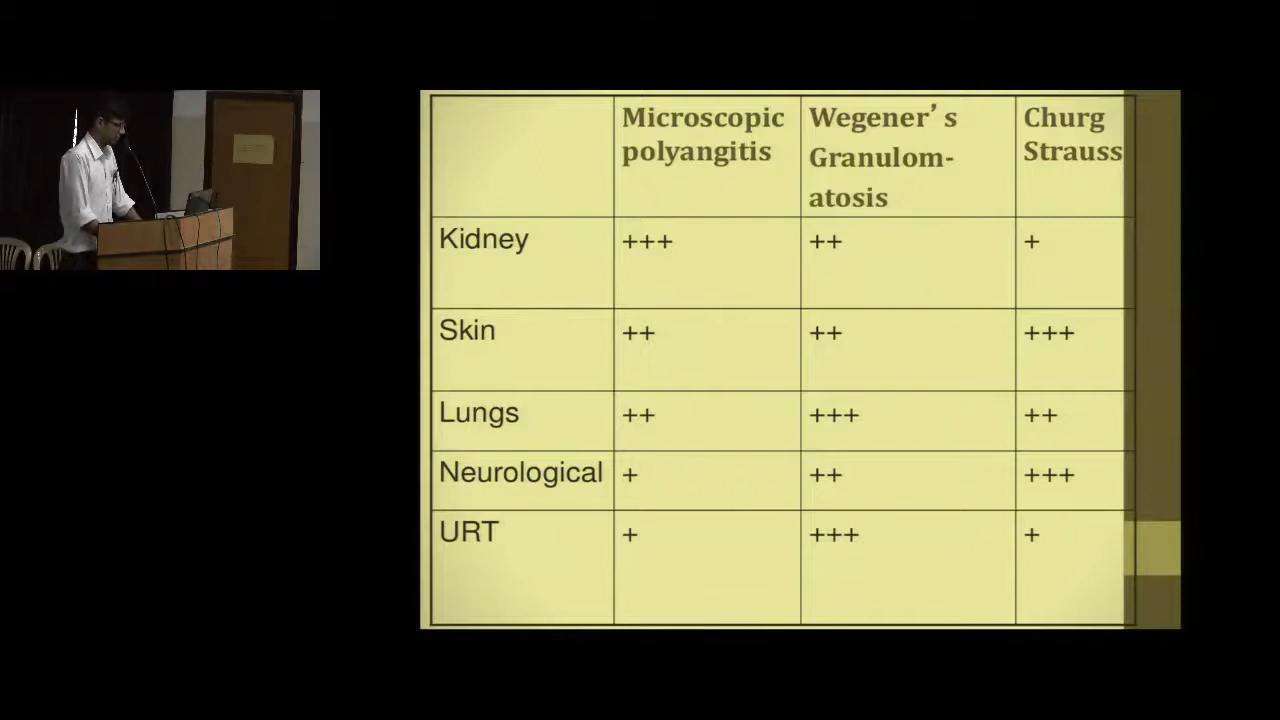 Microscopic polyangitis
Wegener’ s Granulom-atosis
Churg Strauss
Kidney +++ ++ +
Skin ++ ++ +++
Lungs ++ +++ ++
Neurological + ++ +++
URT + +++ +